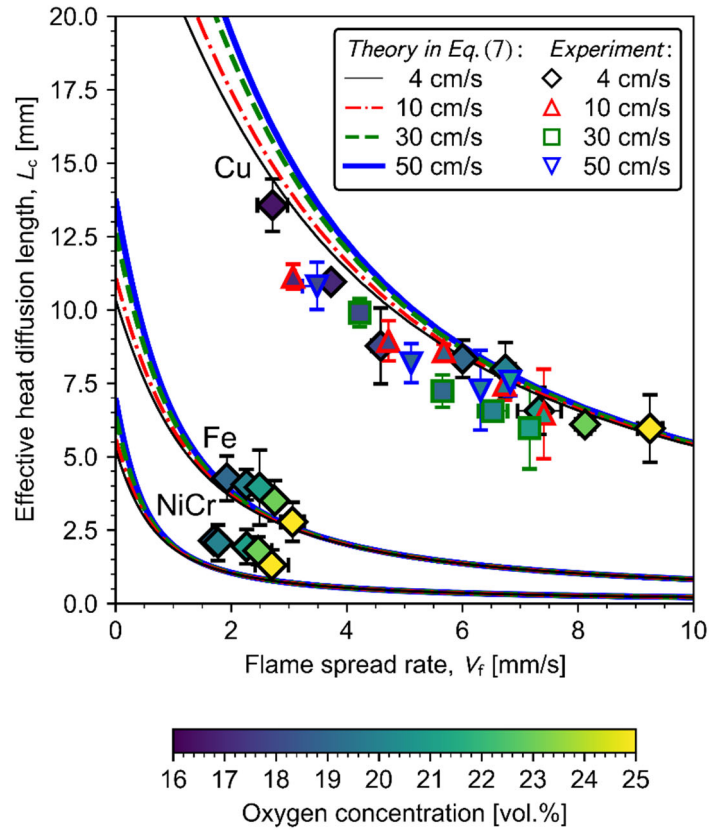 20.0
17.5
15.0
12.5
10.0
7.5
5.0
2.5
0.0
Effective heat diffusion length, Lc [mm]
Theory in Eq. (7) : Experiment :
4 cm/s 4 cm/s
10 cm/s 10 cm/s
30 cm/s 30 cm/s
50 cm/s 50 cm/s
Cu
Fe
NiCr
0 2 4 6 8 10
Flame spread rate, Vf [mm/s]
16 17 18 19 20 21 22 23 24 25
Oxygen concentration [vol.%]